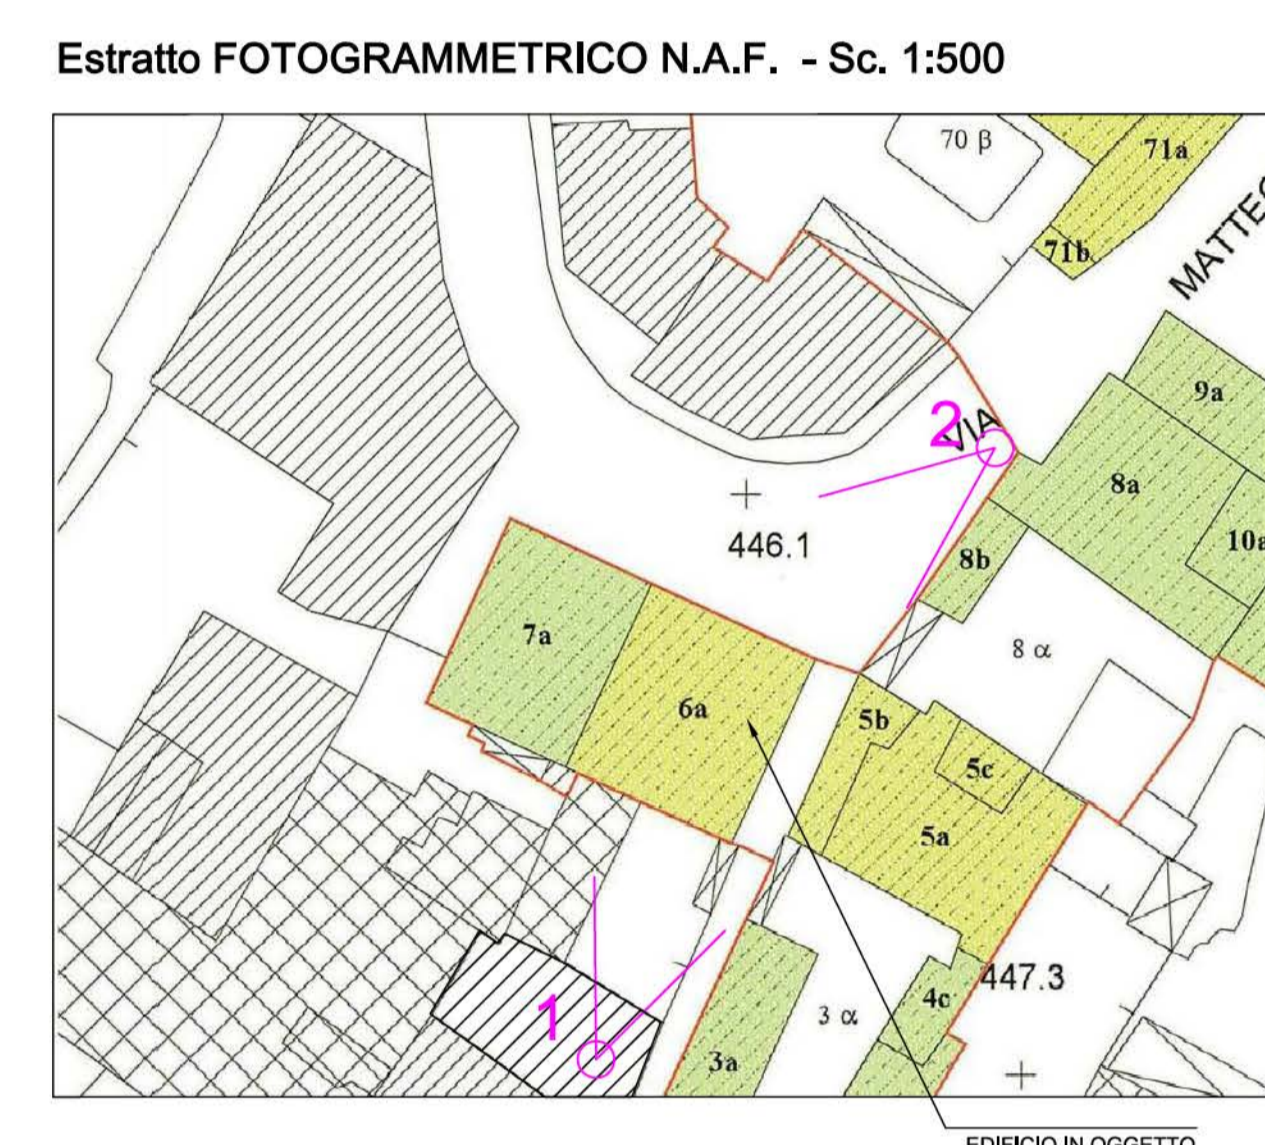 Estratto FOTOGRAMMETRICO N.A.F. - Sc. 1:500
70 β
71a
71b
9a
2
VIA
8a
10a
446.1
8b
7a
8 α
6a
5b
5c
5a
447.3
4c
1
3 α
3a
EDIFICIO IN OGGETTO